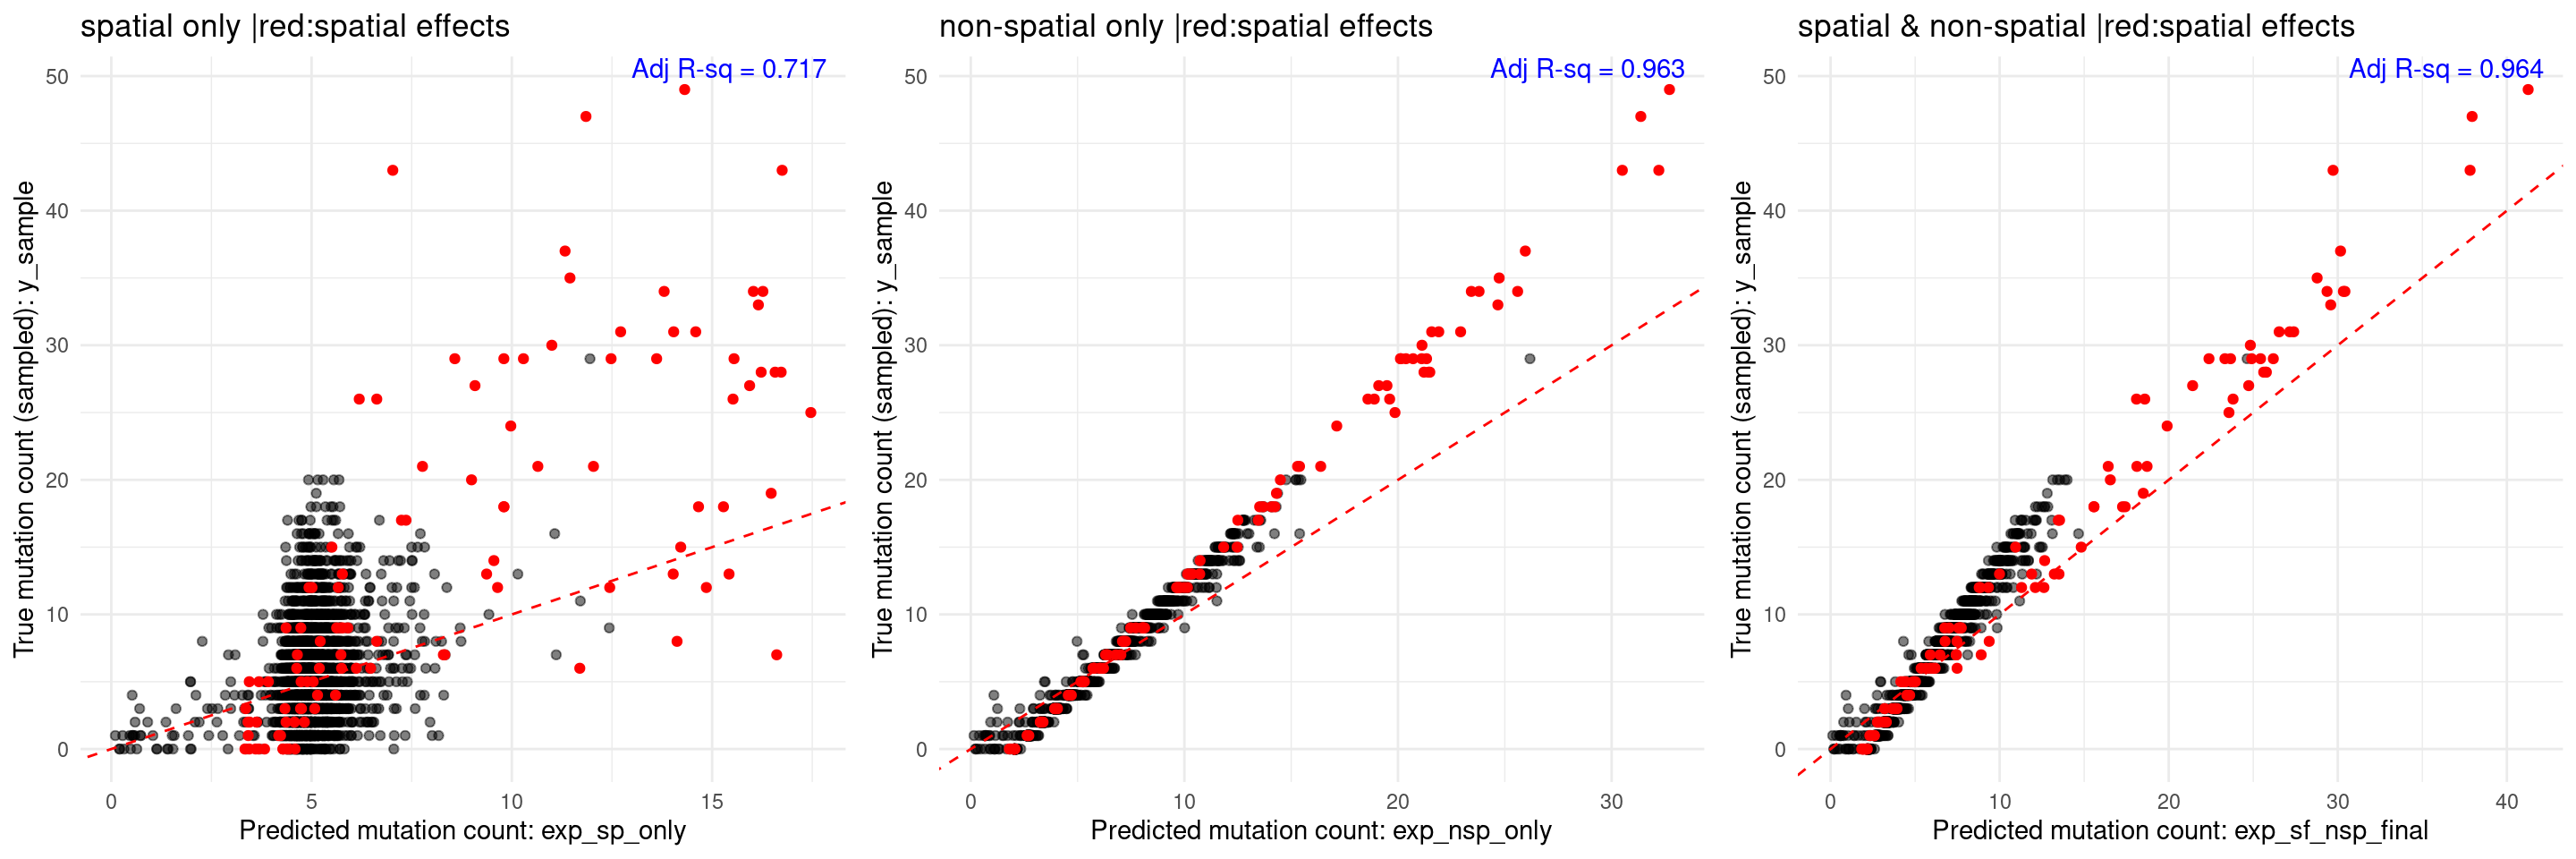 spatial only |red:spatial effects
Adj R-sq = 0.717
True mutation count (sampled): y_sample
50
40
30
20
10
0
0 5 10 15
Predicted mutation count: exp_sp_only
non-spatial only |red:spatial effects
Adj R-sq = 0.963
True mutation count (sampled): y_sample
50
40
30
20
10
0
0 10 20 30
Predicted mutation count: exp_nsp_only
spatial & non-spatial |red:spatial effects
Adj R-sq = 0.964
True mutation count (sampled): y_sample
50
40
30
20
10
0
0 10 20 30 40
Predicted mutation count: exp_sf_nsp_final